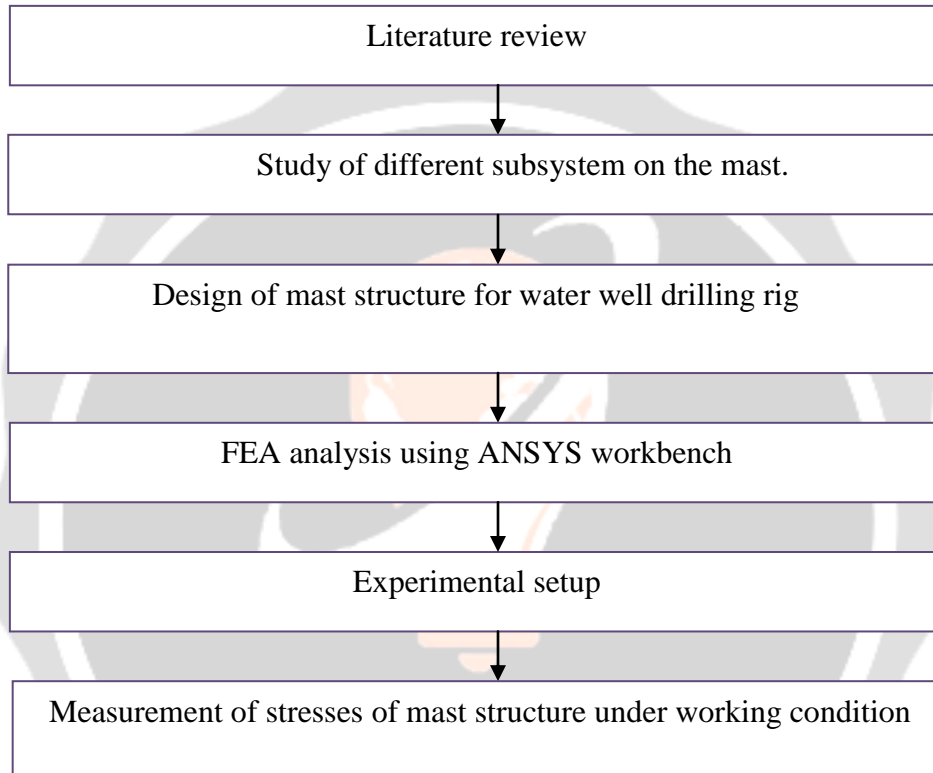 Literature review
Study of different subsystem on the mast.
Design of mast structure for water well drilling rig
FEA analysis using ANSYS workbench
Experimental setup
Measurement of stresses of mast structure under working condition